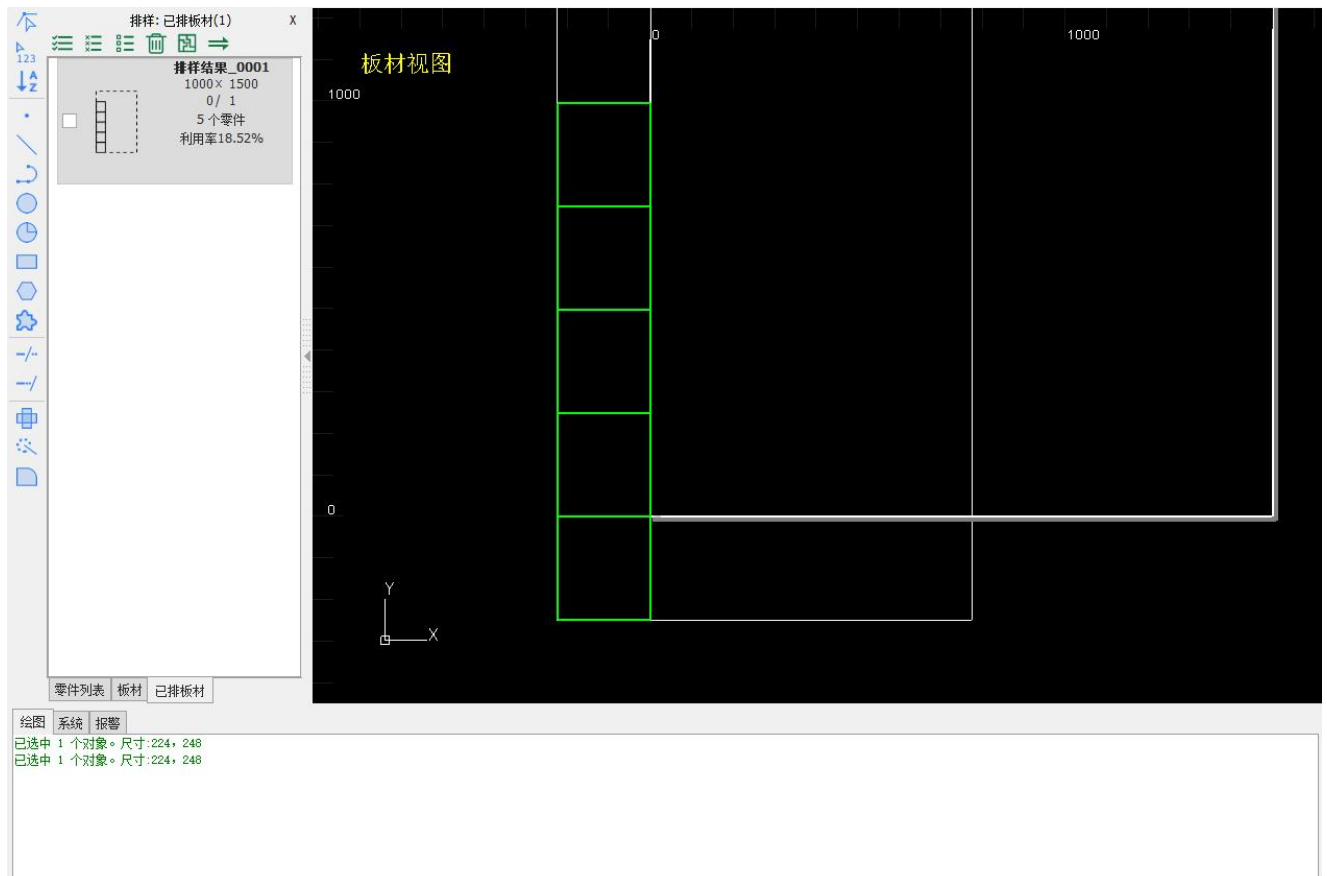 排样: 已排板材(1)
X
123
A
Z
排样结果_0001
1000× 1500
0/ 1
5 个零件
利用率18.52%
零件列表
板材
已排板材
板材视图
0
1000
1000
0
Y
X
绘图
系统
报警
已选中 1 个对象。尺寸:224，248
已选中 1 个对象。尺寸:224，248